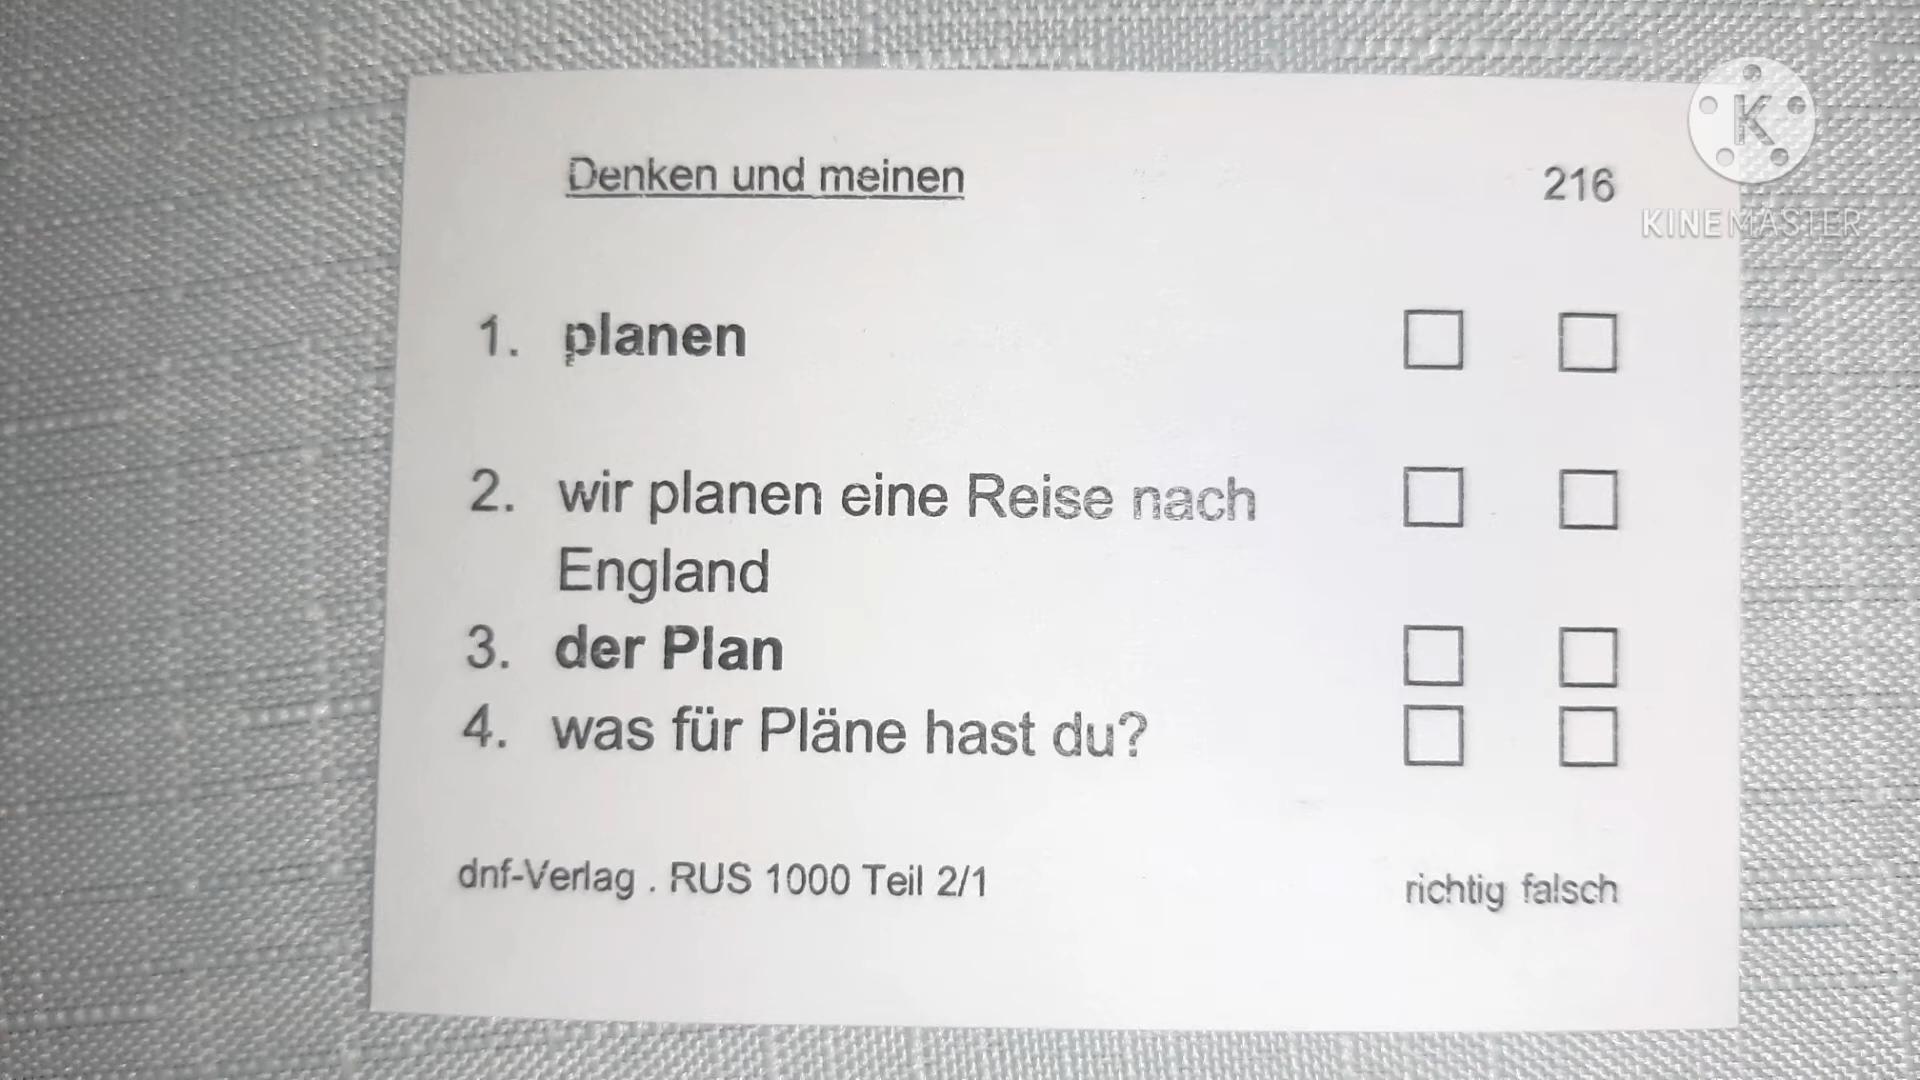 Denken und meinen 216
1. planen
2. wir planen eine Reise nach
England
3. der Plan
4. was für Pläne hast du?
dnf-Verlag . RUS 1000 Teil 2/1
richtig falsch
K
KINEMASTER